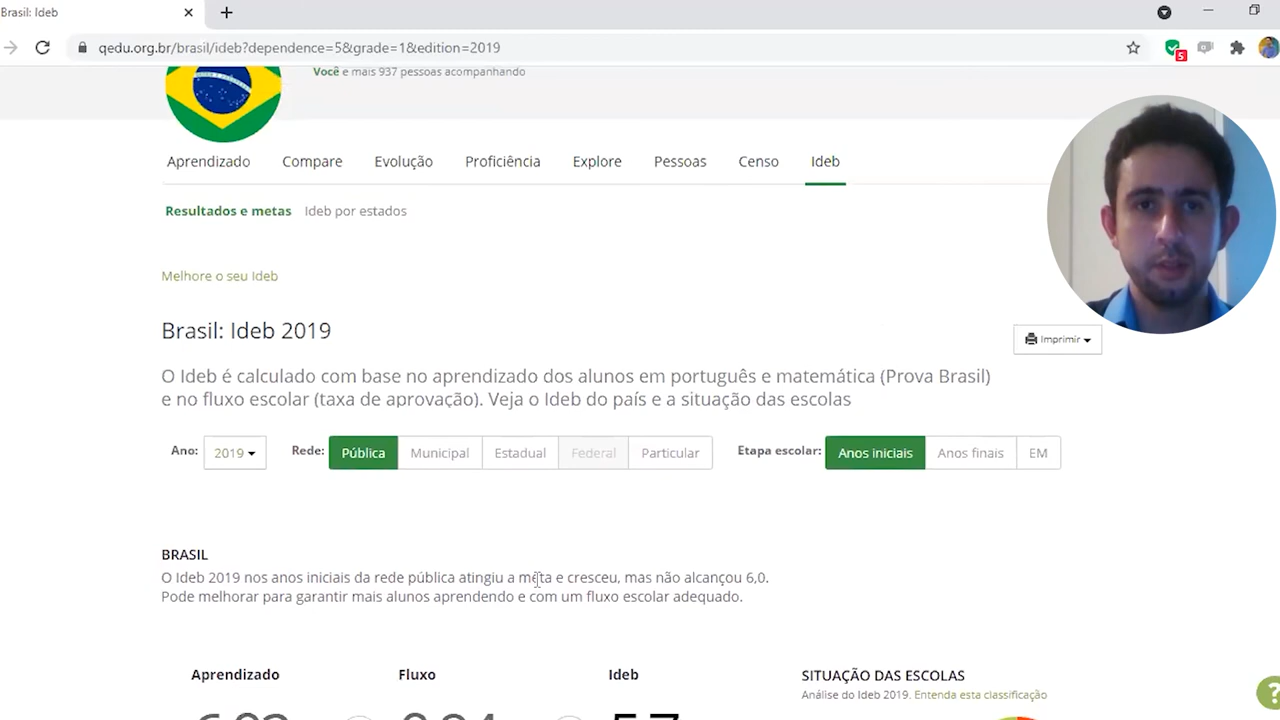 Brasil: Ideb
qedu.org.br/brasil/ideb?dependence=5&grade=1&edition=2019
5
Você e mais 937 pessoas acompanhando
Aprendizado Compare Evolução Proficiência Explore Pessoas Censo Ideb
Resultados e metas Ideb por estados
Melhore o seu Ideb
Brasil: Ideb 2019
Imprimir
O Ideb é calculado com base no aprendizado dos alunos em português e matemática (Prova Brasil)
e no fluxo escolar (taxa de aprovação). Veja o Ideb do país e a situação das escolas
Ano: 2019 Rede: Pública Municipal Estadual Federal Particular Etapa escolar: Anos iniciais Anos finais EM
BRASIL
O Ideb 2019 nos anos iniciais da rede pública atingiu a meta e cresceu, mas não alcançou 6,0.
Pode melhorar para garantir mais alunos aprendendo e com um fluxo escolar adequado.
Aprendizado Fluxo Ideb SITUAÇÃO DAS ESCOLAS
Análise do Ideb 2019. Entenda esta classificação
?